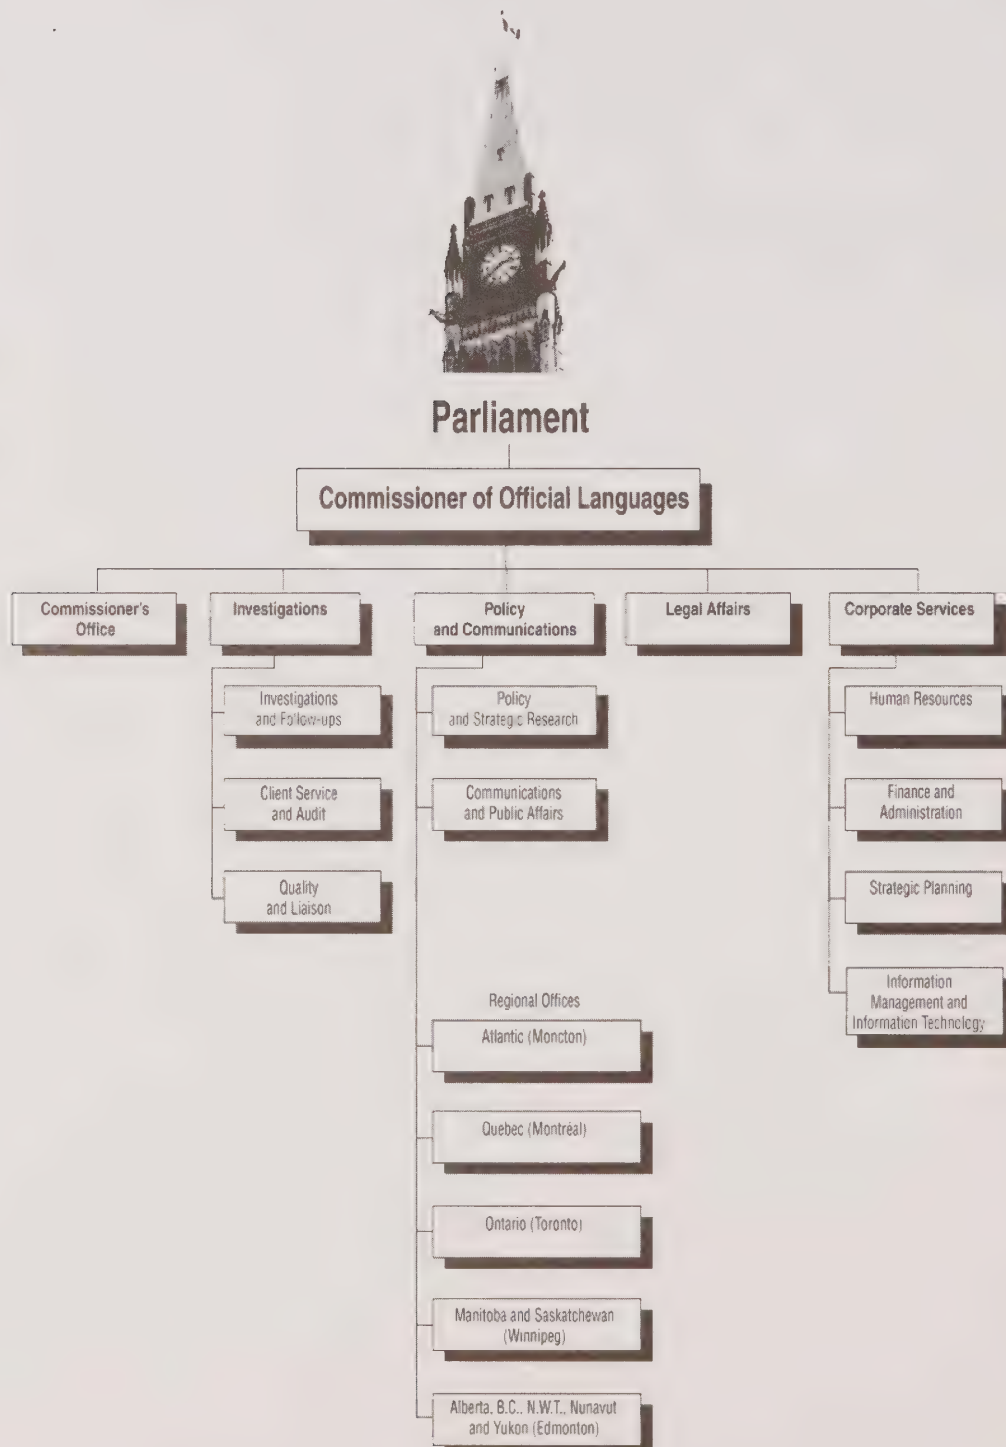 Parliament
Commissioner of Official Languages
Commissioner's
Office
Investigations
Policy
and Communications
Legal Affairs
Corporate Services
Investigations
and Follow-ups
Client Service
and Audit
Quality
and Liaison
Policy
and Strategic Research
Communications
and Public Affairs
Regional Offices
Atlantic (Moncton)
Quebec (Montréal)
Ontario (Toronto)
Manitoba and Saskatchewan
(Winnipeg)
Alberta, B.C., N.W.T., Nunavut
and Yukon (Edmonton)
Human Resources
Finance and
Administration
Strategic Planning
Information
Management and
Information Technology